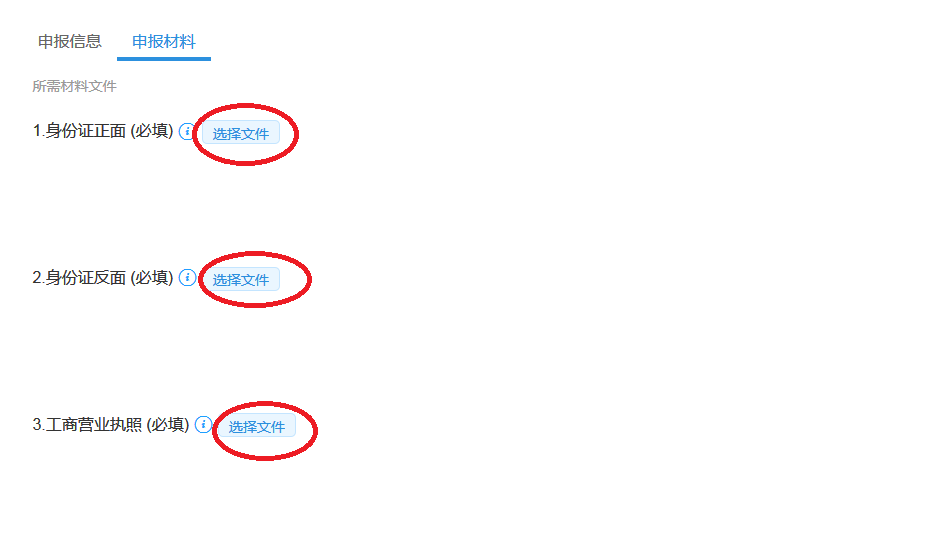 申报信息 申报材料
所需材料文件
1.身份证正面 (必填) i 选择文件
2.身份证反面 (必填) i 选择文件
3.工商营业执照 (必填) i 选择文件